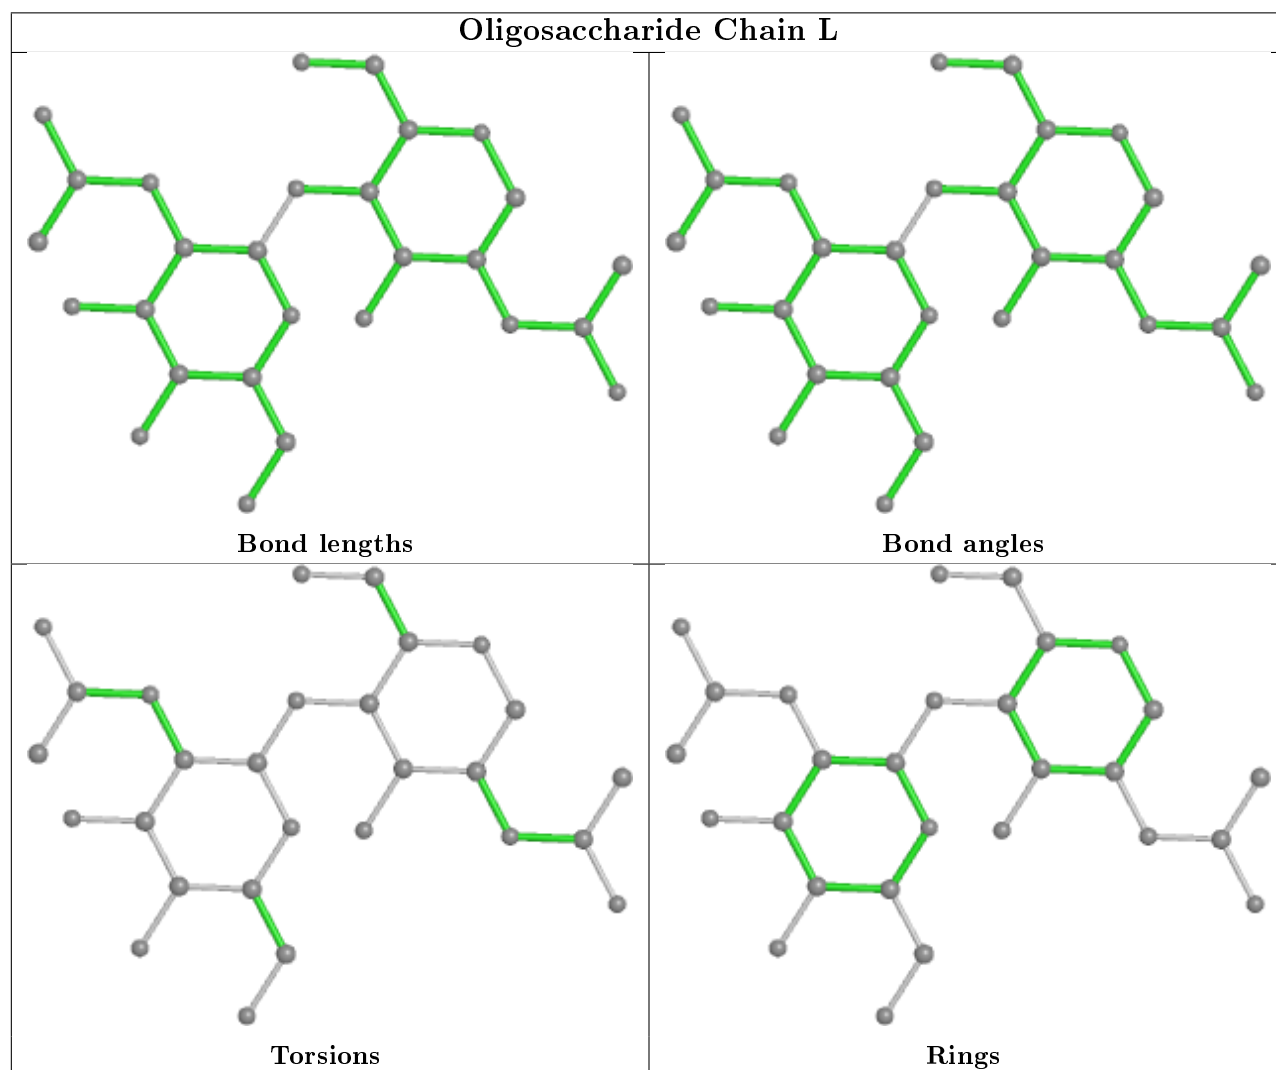 Oligosaccharide Chain L
Bond lengths
Bond angles
Torsions
Rings